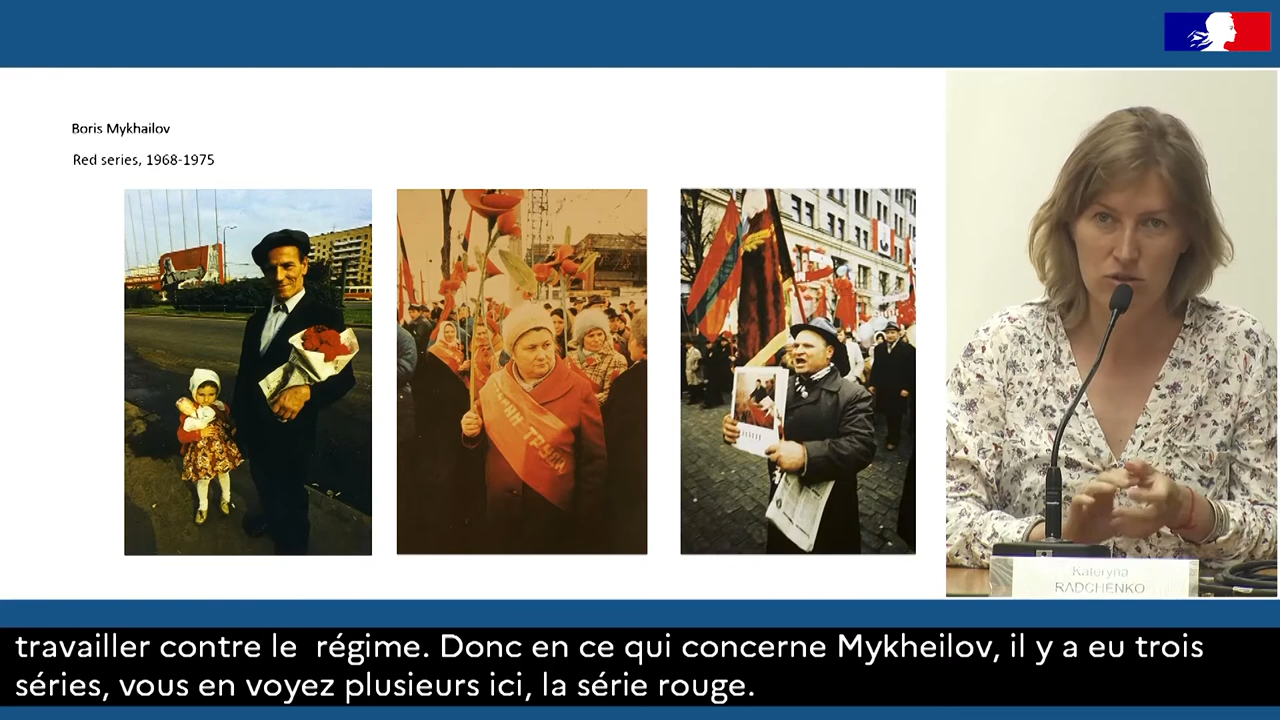 Boris Mykhailov
Red series, 1968-1975
Kateryna
RADCHENKO
travailler contre le régime. Donc en ce qui concerne Mykheilov, il y a eu trois
séries, vous en voyez plusieurs ici, la série rouge.